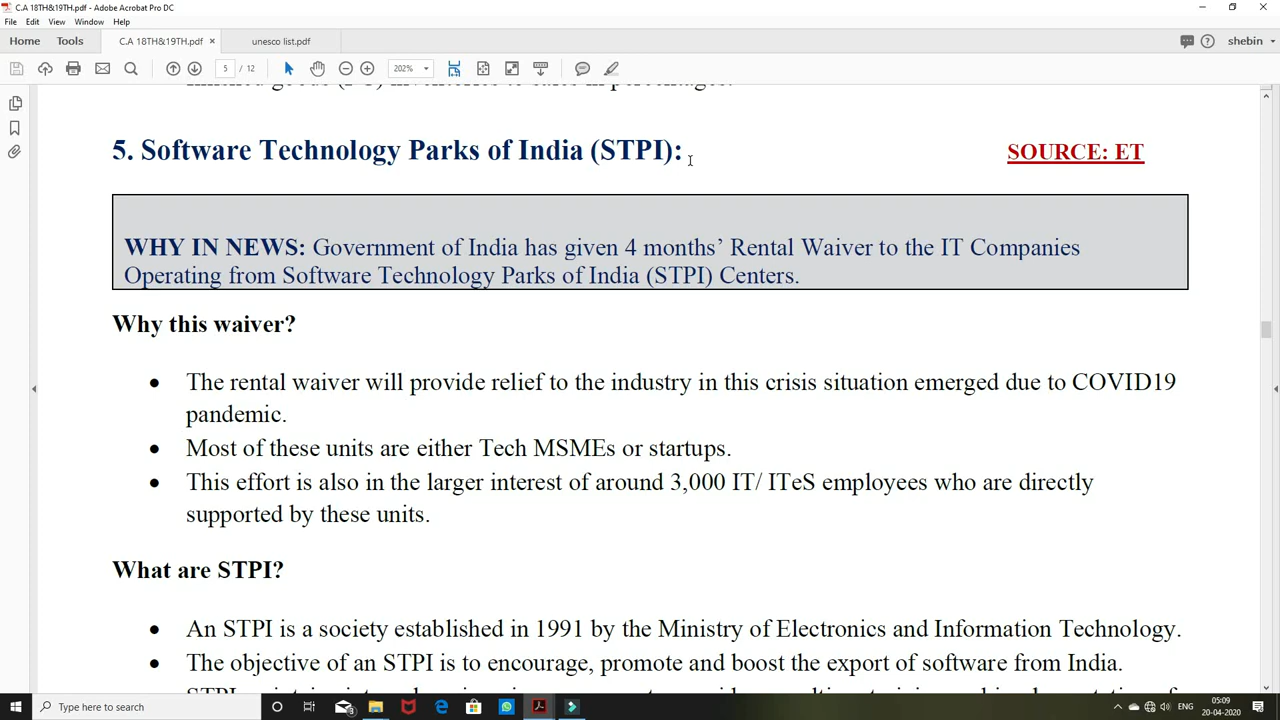 C.A 18TH&19TH.pdf - Adobe Acrobat Pro DC
File Edit View Window Help
Home Tools C.A 18TH&19TH.pdf × unesco list.pdf shebin
5 / 12 202%
5. Software Technology Parks of India (STPI): SOURCE: ET
WHY IN NEWS: Government of India has given 4 months’ Rental Waiver to the IT Companies
Operating from Software Technology Parks of India (STPI) Centers.
Why this waiver?
• The rental waiver will provide relief to the industry in this crisis situation emerged due to COVID19
pandemic.
• Most of these units are either Tech MSMEs or startups.
• This effort is also in the larger interest of around 3,000 IT/ ITeS employees who are directly
supported by these units.
What are STPI?
• An STPI is a society established in 1991 by the Ministry of Electronics and Information Technology.
• The objective of an STPI is to encourage, promote and boost the export of software from India.
Type here to search
ENG
05:09
20-04-2020